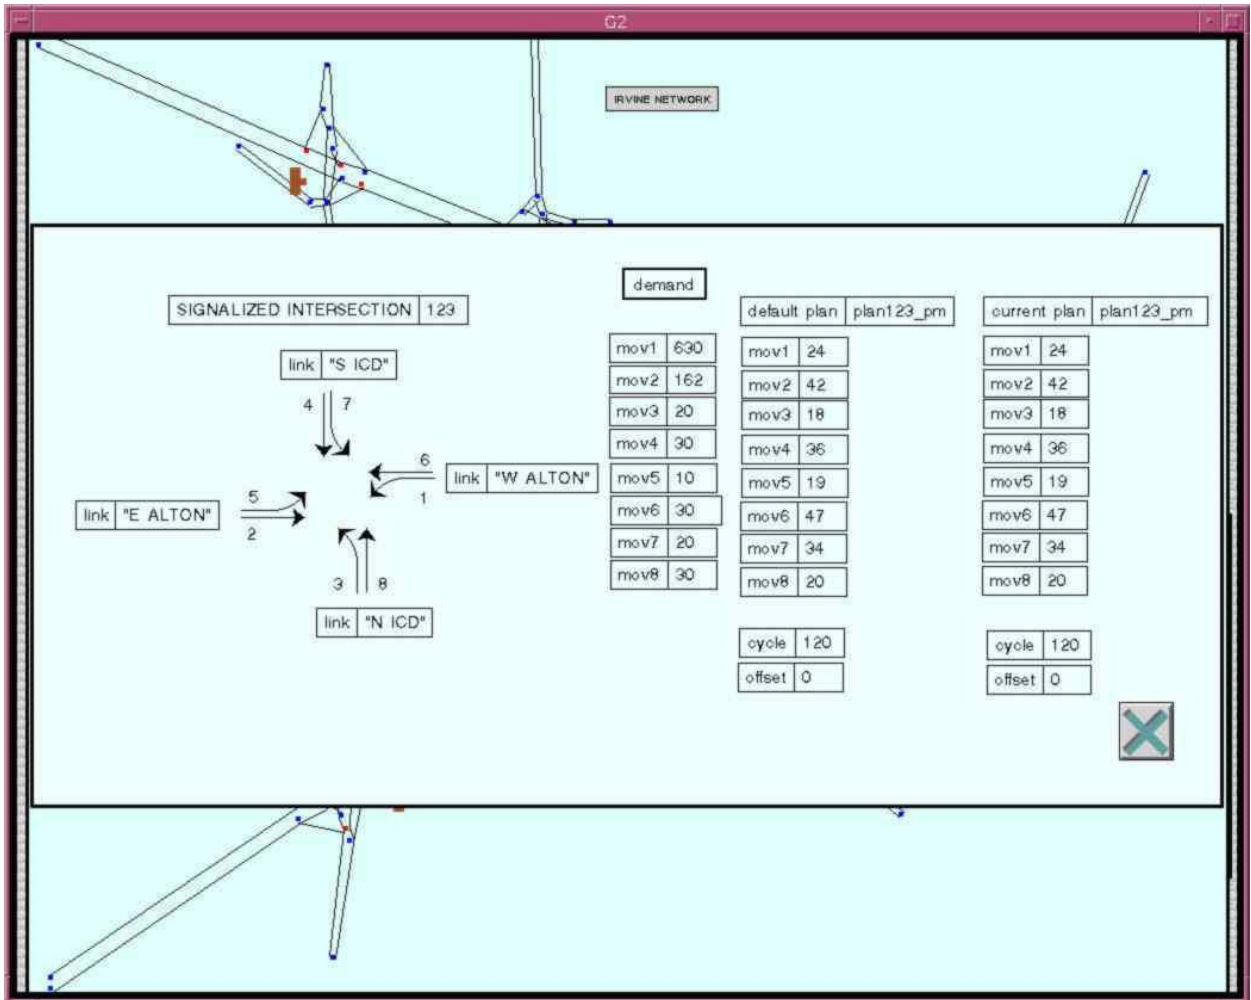 G2
IRVINE NETWORK
SIGNALIZED INTERSECTION 123
link "S ICD"
4 7
6
link "W ALTON"
1
link "E ALTON"
5
2
3 8
link "N ICD"
demand
mov1 630
mov2 162
mov3 20
mov4 30
mov5 10
mov6 30
mov7 20
mov8 30
default plan plan123_pm
mov1 24
mov2 42
mov3 18
mov4 36
mov5 19
mov6 47
mov7 34
mov8 20
cycle 120
offset 0
current plan plan123_pm
mov1 24
mov2 42
mov3 18
mov4 36
mov5 19
mov6 47
mov7 34
mov8 20
cycle 120
offset 0